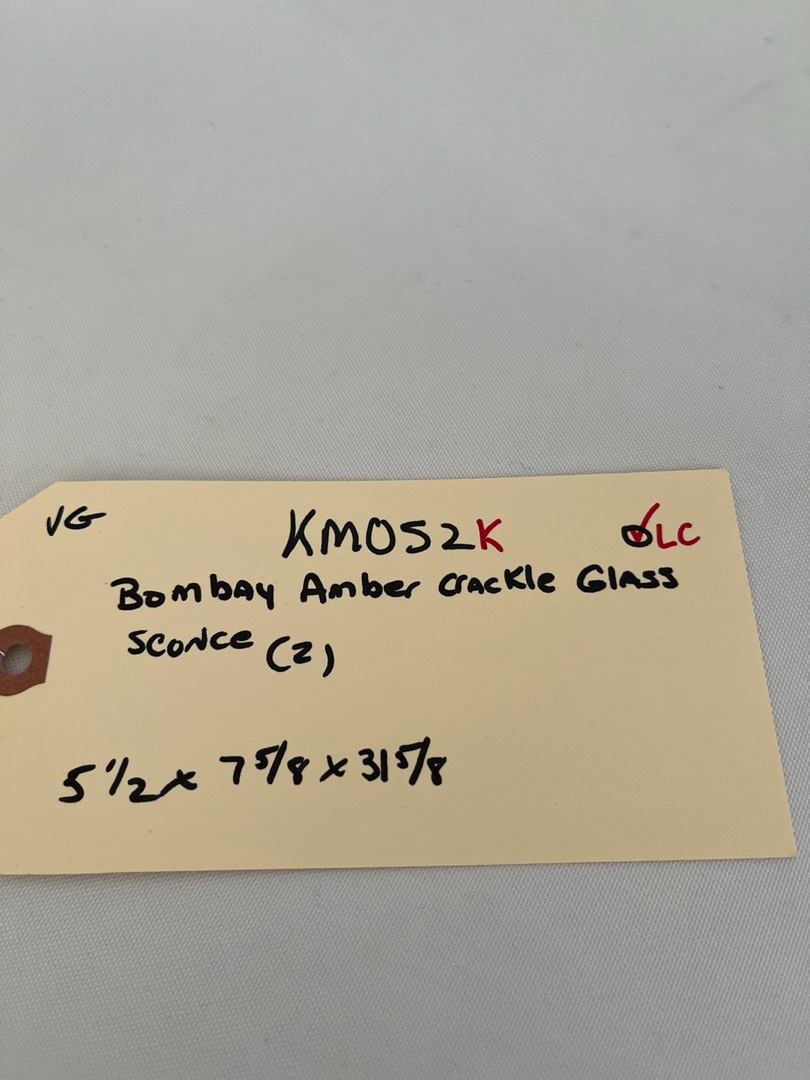 VG KM052K LC
Bombay Amber Crackle Glass
Sconce (2)
5 1/2 x 7 5/8 x 31 5/8